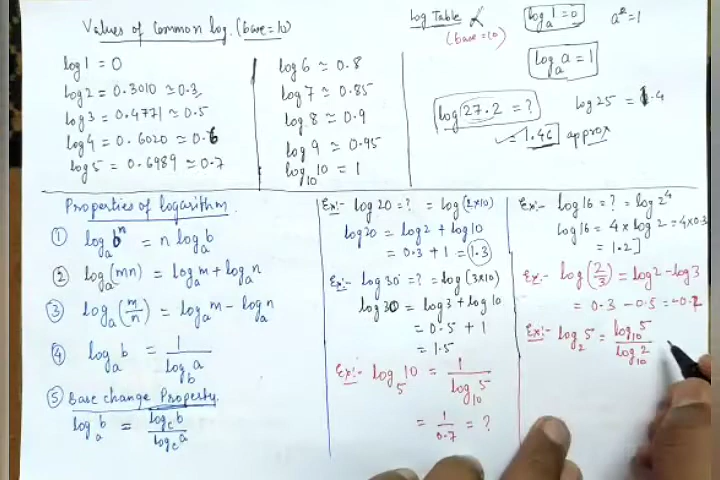 Values of Common log. (base=10)
log 1 = 0
log 2 = 0.3010 ≃ 0.3
log 3 = 0.4771 ≃ 0.5
log 4 = 0.6020 ≃ 0.6
log 5 = 0.6989 ≃ 0.7
log 6 ≃ 0.8
log 7 ≃ 0.85
log 8 ≃ 0.9
log 9 ≃ 0.95
log₁₀ 10 = 1
Log Table
(base=10)
logₐ 1 = 0
a⁰ = 1
logₐ a = 1
log 27.2 = ?
= 1.46 approx
log 25 = 1.4
Properties of logarithm.
① logₐ bⁿ = n logₐ b
② logₐ (mn) = logₐ m + logₐ n
③ logₐ (m/n) = logₐ m - logₐ n
④ logₐ b = 1/log_b a
⑤ Base change Property.
logₐ b = log_c b/log_c a
Ex:- log 20 = ? = log (2×10)
log 20 = log 2 + log 10
= 0.3 + 1 = 1.3
Ex:- log 30 = ? = log (3×10)
log 30 = log 3 + log 10
= 0.5 + 1
= 1.5
Ex:- log₅ 10 = 1/log₁₀ 5
= 1/0.7 = ?
Ex:- log 16 = ? = log 2⁴
log 16 = 4 × log 2 = 4×0.3
= 1.2
Ex:- log (2/3) = log 2 - log 3
= 0.3 - 0.5 = -0.2
Ex:- log₂ 5 = log₁₀ 5/log₁₀ 2